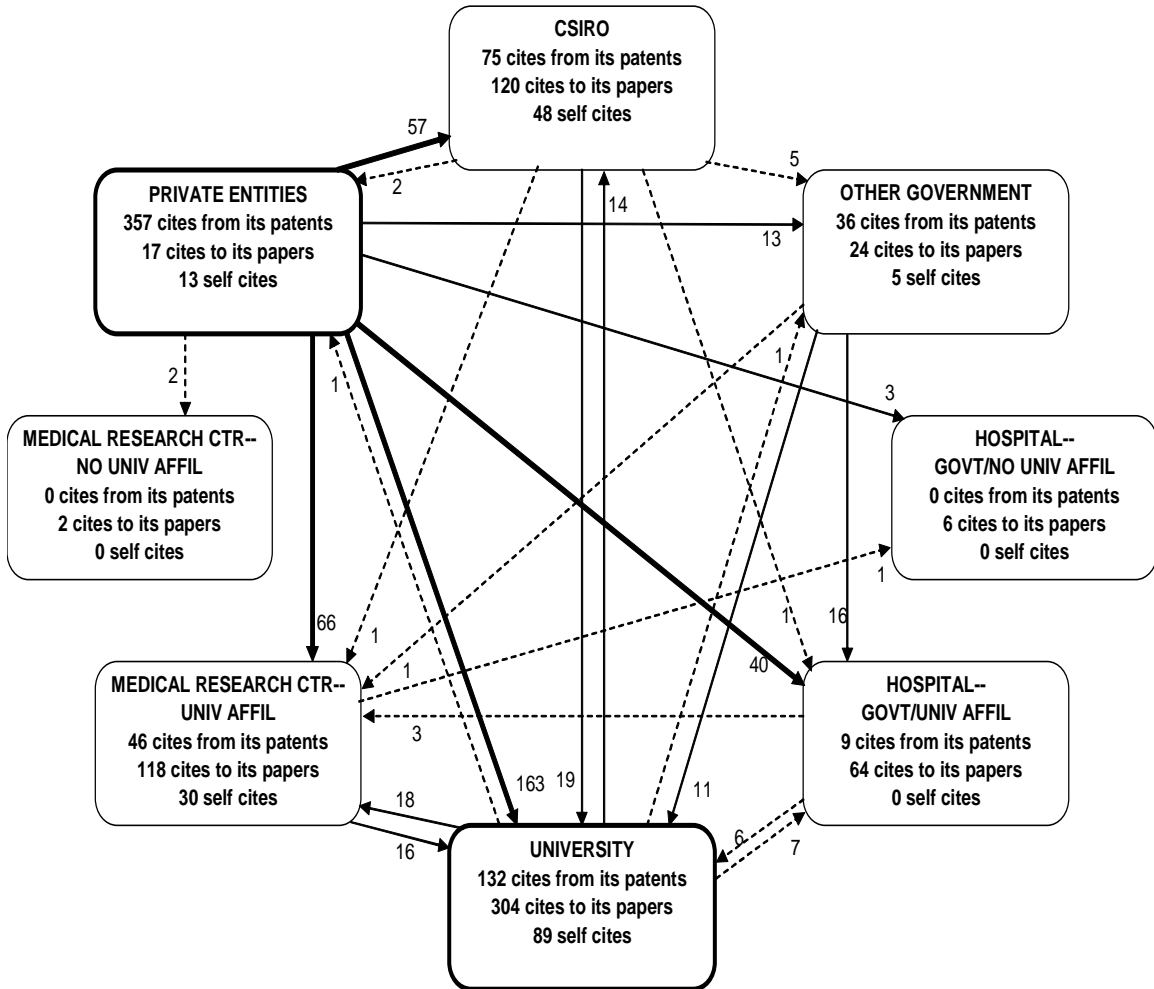 CSIRO
75 cites from its patents
120 cites to its papers
48 self cites
57
2
5
PRIVATE ENTITIES
357 cites from its patents
17 cites to its papers
13 self cites
14
13
OTHER GOVERNMENT
36 cites from its patents
24 cites to its papers
5 self cites
2
1
1
3
MEDICAL RESEARCH CTR--
NO UNIV AFFIL
0 cites from its patents
2 cites to its papers
0 self cites
HOSPITAL--
GOVT/NO UNIV AFFIL
0 cites from its patents
6 cites to its papers
0 self cites
1
66
1
1
16
1
40
MEDICAL RESEARCH CTR--
UNIV AFFIL
46 cites from its patents
118 cites to its papers
30 self cites
3
HOSPITAL--
GOVT/UNIV AFFIL
9 cites from its patents
64 cites to its papers
0 self cites
163
19
11
18
16
6
7
UNIVERSITY
132 cites from its patents
304 cites to its papers
89 self cites